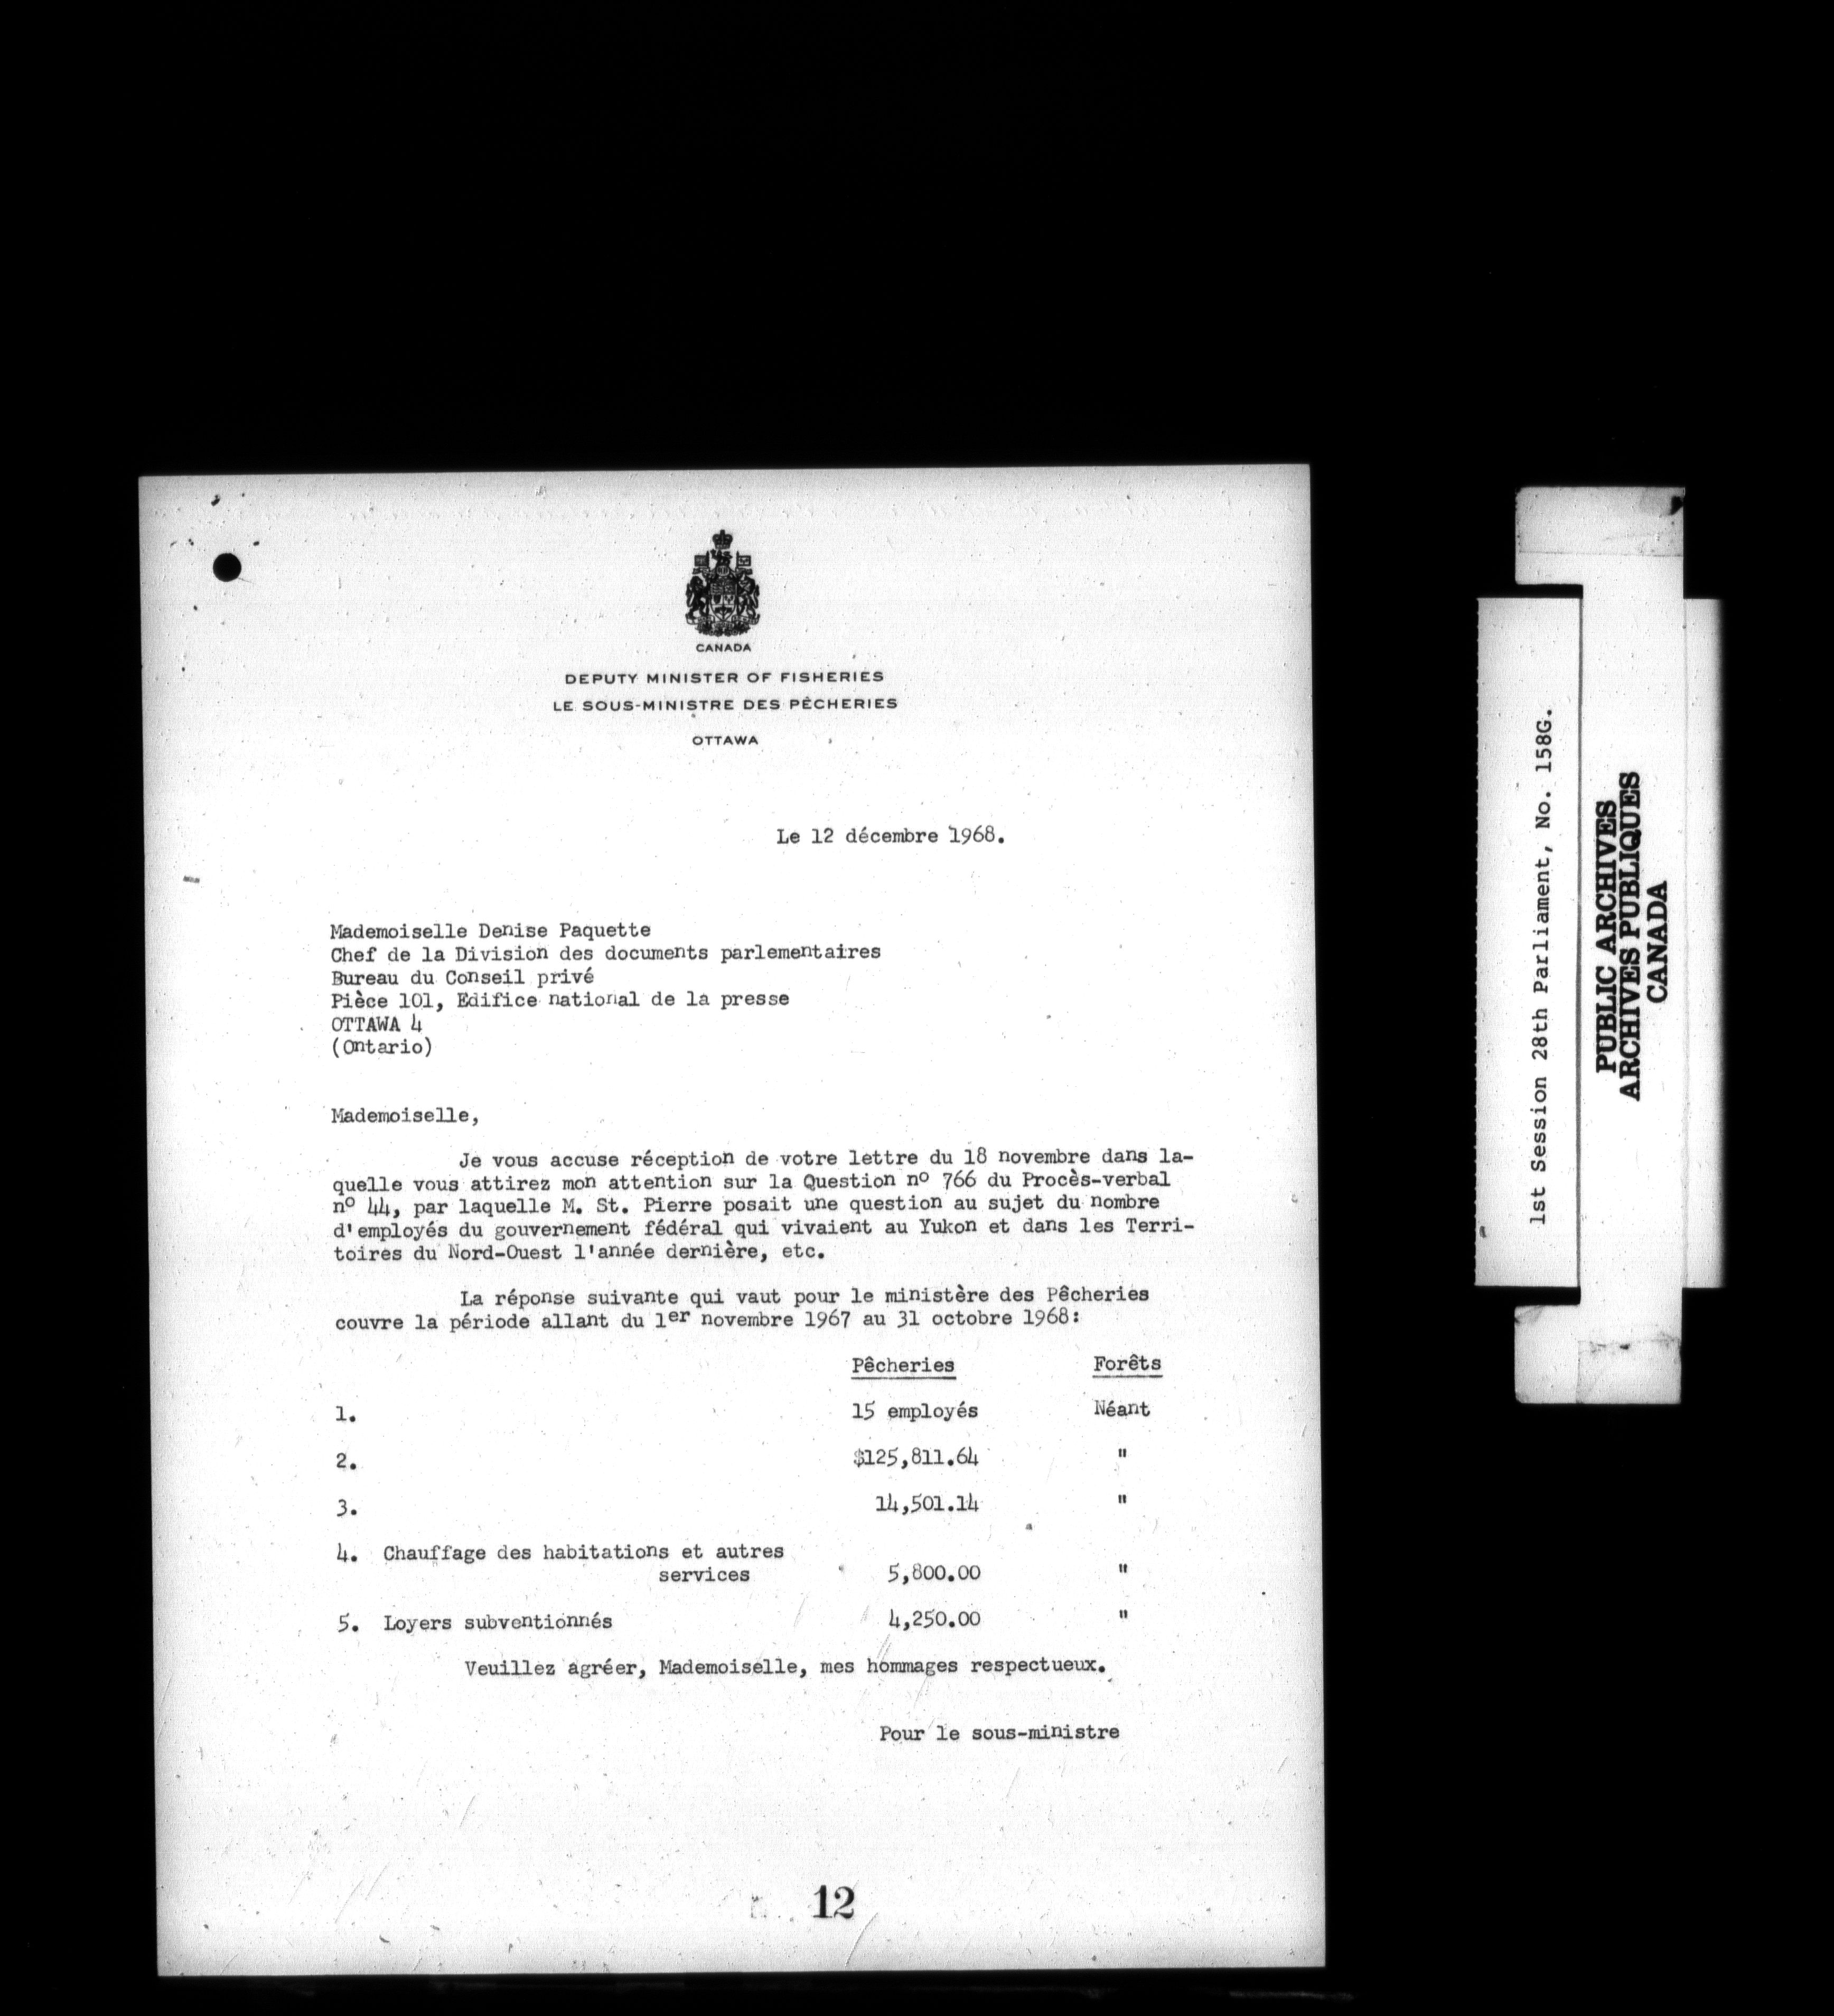 CANADA
DEPUTY MINISTER OF FISHERIES
LE SOUS-MINISTRE DES PÊCHERIES
OTTAWA
Le 12 décembre 1968.
Mademoiselle Denise Paquette
Chef de la Division des documents parlementaires
Bureau du Conseil privé
Pièce 101, Edifice national de la presse
OTTAWA 4
(Ontario)
Mademoiselle,
Je vous accuse réception de votre lettre du 18 novembre dans la-
quelle vous attirez mon attention sur la Question nº 766 du Procès-verbal
nº 44, par laquelle M. St. Pierre posait une question au sujet du nombre
d'employés du gouvernement fédéral qui vivaient au Yukon et dans les Terri-
toires du Nord-Ouest l'année dernière, etc.
La réponse suivante qui vaut pour le ministère des Pêcheries
couvre la période allant du 1er novembre 1967 au 31 octobre 1968:
Pêcheries Forêts
1. 15 employés Néant
2. $125,811.64 "
3. 14,501.14 "
4. Chauffage des habitations et autres
services 5,800.00 "
5. Loyers subventionnés 4,250.00 "
Veuillez agréer, Mademoiselle, mes hommages respectueux.
Pour le sous-ministre
12
1st Session 28th Parliament, No. 158G.
PUBLIC ARCHIVES
ARCHIVES PUBLIQUES
CANADA